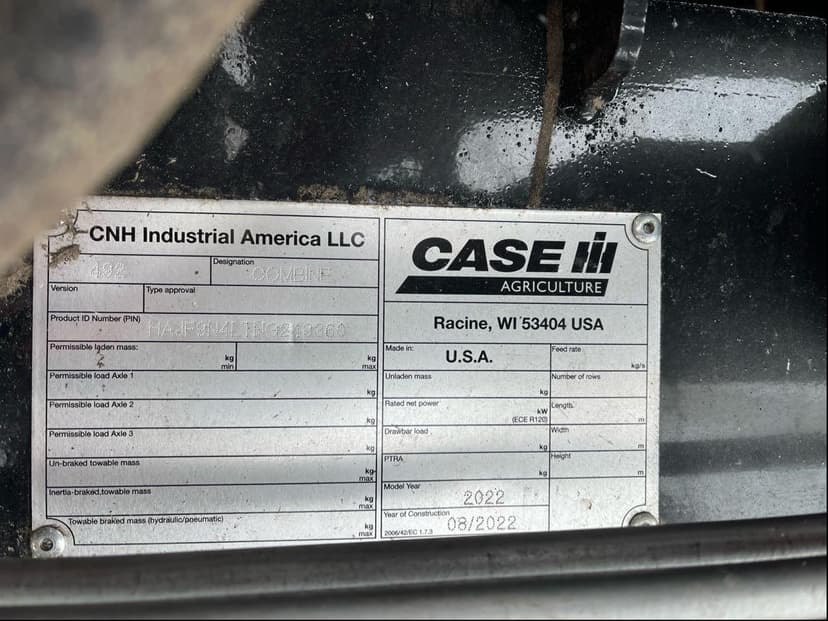 CNH Industrial America LLC
Designation
COMBINE
Version
Type approval
Product ID Number (PIN)
Permissible laden mass:
kg
min
kg
max
Permissible load Axle 1
kg
Permissible load Axle 2
kg
Permissible load Axle 3
kg
Un-braked towable mass
kg
max
Inertia-braked,towable mass
kg
max
Towable braked mass (hydraulic/pneumatic)
kg
max
CASE IH
AGRICULTURE
Racine, WI 53404 USA
Made in:
U.S.A.
Feed rate
kg/s
Unladen mass
kg
Number of rows
Rated net power
kW
(ECE R120)
Length
m
Drawbar load
kg
Width
m
PTRA
kg
Height
m
Model Year
2022
Year of Construction
08/2022
2006/42/EC 1.7.3